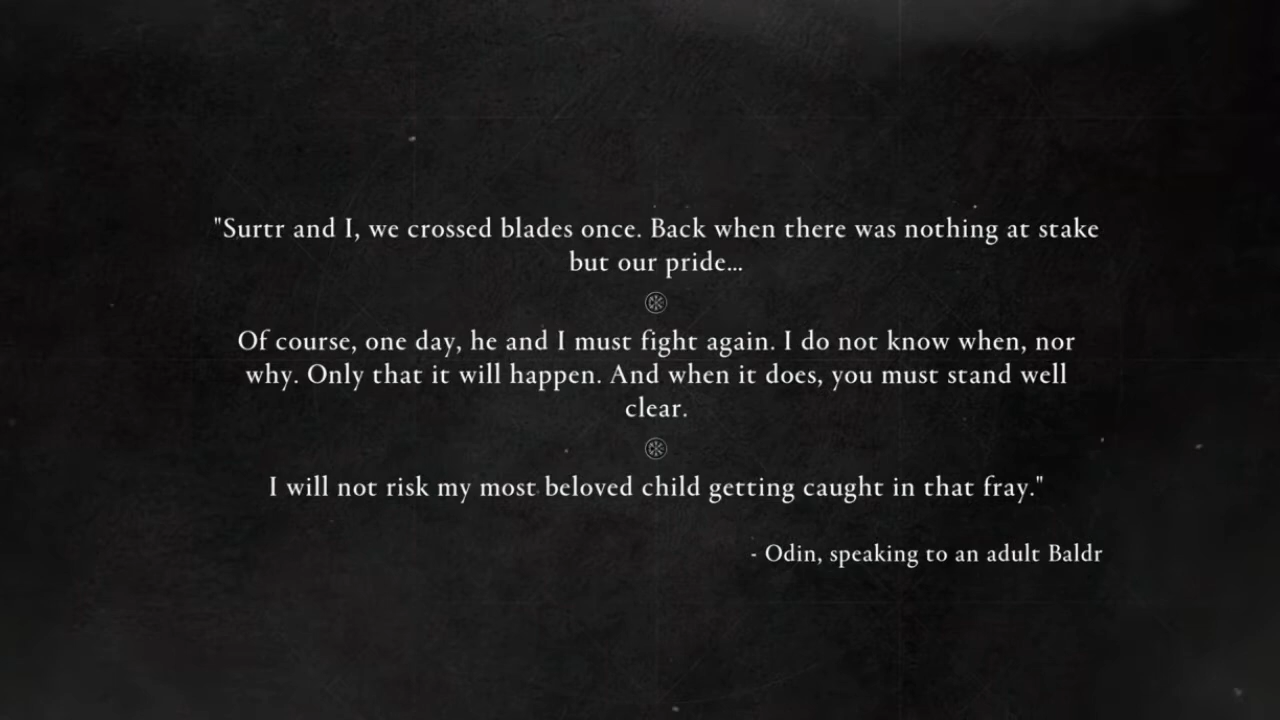 "Surtr and I, we crossed blades once. Back when there was nothing at stake
but our pride...
Of course, one day, he and I must fight again. I do not know when, nor
why. Only that it will happen. And when it does, you must stand well
clear.
I will not risk my most beloved child getting caught in that fray."
- Odin, speaking to an adult Baldr